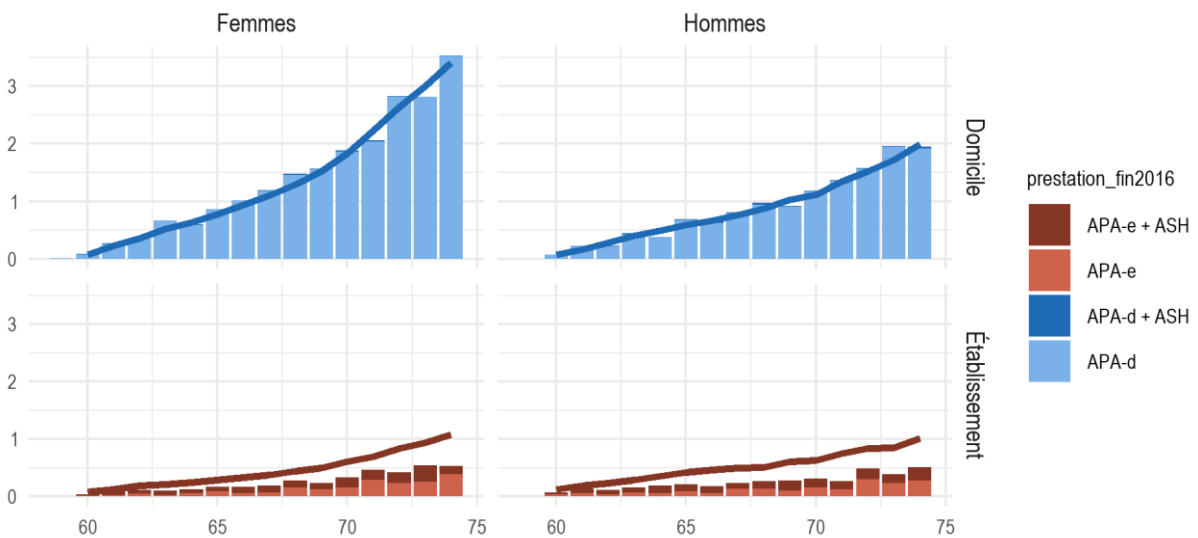 Femmes
Hommes
3
2
1
0
Domicile
3
2
1
0
Établissement
60
65
70
75
60
65
70
75
prestation_fin2016
APA-e + ASH
APA-e
APA-d + ASH
APA-d